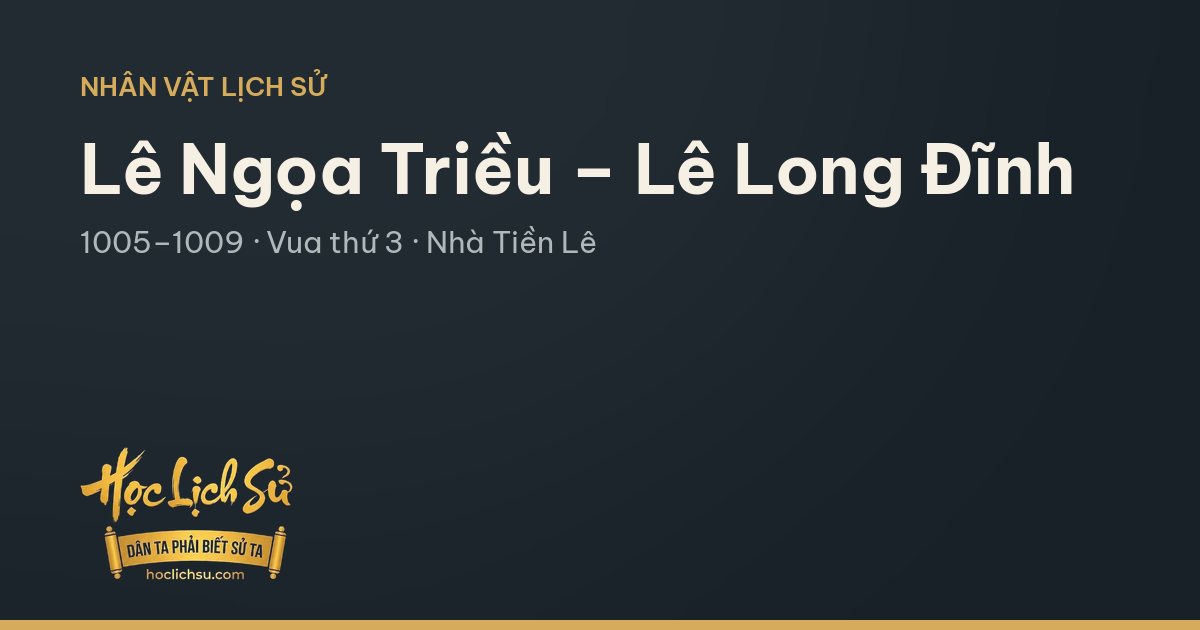 NHÂN VẬT LỊCH SỬ
Lê Ngọa Triều – Lê Long Đĩnh
1005–1009 · Vua thứ 3 · Nhà Tiền Lê
Học Lịch Sử
DÂN TA PHẢI BIẾT SỬ TA
hoclichsu.com